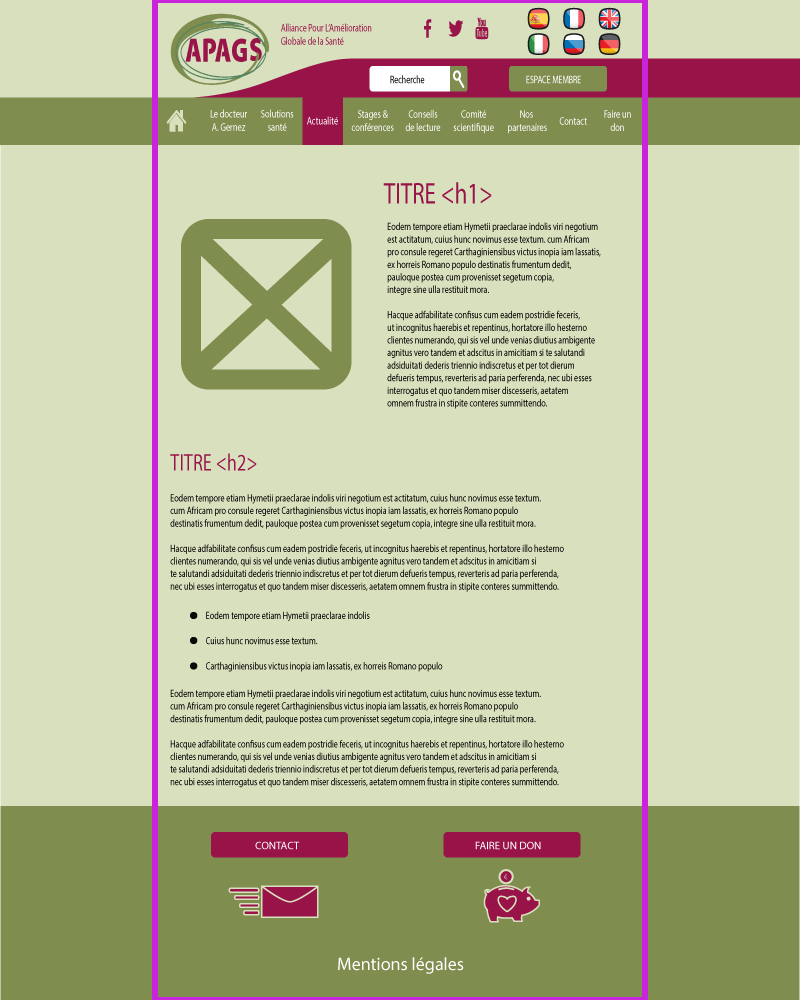 APAGS
Alliance Pour L'Amélioration
Globale de la Santé
You
Tube
Recherche
ESPACE MEMBRE
Le docteur
A. Gernez
Solutions
santé
Actualité
Stages &
conférences
Conseils
de lecture
Comité
scientifique
Nos
partenaires
Contact
Faire un
don
TITRE <h1>
Eodem tempore etiam Hymetii praeclarae indolis viri negotium
est actitatum, cuius hunc novimus esse textum. cum Africam
pro consule regeret Carthaginiensibus victus inopia iam lassatis,
ex horreis Romano populo destinatis frumentum dedit,
pauloque postea cum provenisset segetum copia,
integre sine ulla restituit mora.
Hacque adfabilitate confisus cum eadem postridie feceris,
ut incognitus haerebis et repentinus, hortatore illo hesterno
clientes numerando, qui sis vel unde venias diutius ambigente
agnitus vero tandem et adscitus in amicitiam si te salutandi
adsiduitati dederis triennio indiscretus et per tot dierum
defueris tempus, reverteris ad paria perferenda, nec ubi esses
interrogatus et quo tandem miser discesseris, aetatem
omnem frustra in stipite conteres summittendo.
TITRE <h2>
Eodem tempore etiam Hymetii praeclarae indolis viri negotium est actitatum, cuius hunc novimus esse textum.
cum Africam pro consule regeret Carthaginiensibus victus inopia iam lassatis, ex horreis Romano populo
destinatis frumentum dedit, pauloque postea cum provenisset segetum copia, integre sine ulla restituit mora.
Hacque adfabilitate confisus cum eadem postridie feceris, ut incognitus haerebis et repentinus, hortatore illo hesterno
clientes numerando, qui sis vel unde venias diutius ambigente agnitus vero tandem et adscitus in amicitiam si
te salutandi adsiduitati dederis triennio indiscretus et per tot dierum defueris tempus, reverteris ad paria perferenda,
nec ubi esses interrogatus et quo tandem miser discesseris, aetatem omnem frustra in stipite conteres summittendo.
Eodem tempore etiam Hymetii praeclarae indolis
Cuius hunc novimus esse textum.
Carthaginiensibus victus inopia iam lassatis, ex horreis Romano populo
Eodem tempore etiam Hymetii praeclarae indolis viri negotium est actitatum, cuius hunc novimus esse textum.
cum Africam pro consule regeret Carthaginiensibus victus inopia iam lassatis, ex horreis Romano populo
destinatis frumentum dedit, pauloque postea cum provenisset segetum copia, integre sine ulla restituit mora.
Hacque adfabilitate confisus cum eadem postridie feceris, ut incognitus haerebis et repentinus, hortatore illo hesterno
clientes numerando, qui sis vel unde venias diutius ambigente agnitus vero tandem et adscitus in amicitiam si
te salutandi adsiduitati dederis triennio indiscretus et per tot dierum defueris tempus, reverteris ad paria perferenda,
nec ubi esses interrogatus et quo tandem miser discesseris, aetatem omnem frustra in stipite conteres summittendo.
CONTACT
FAIRE UN DON
€
Mentions légales